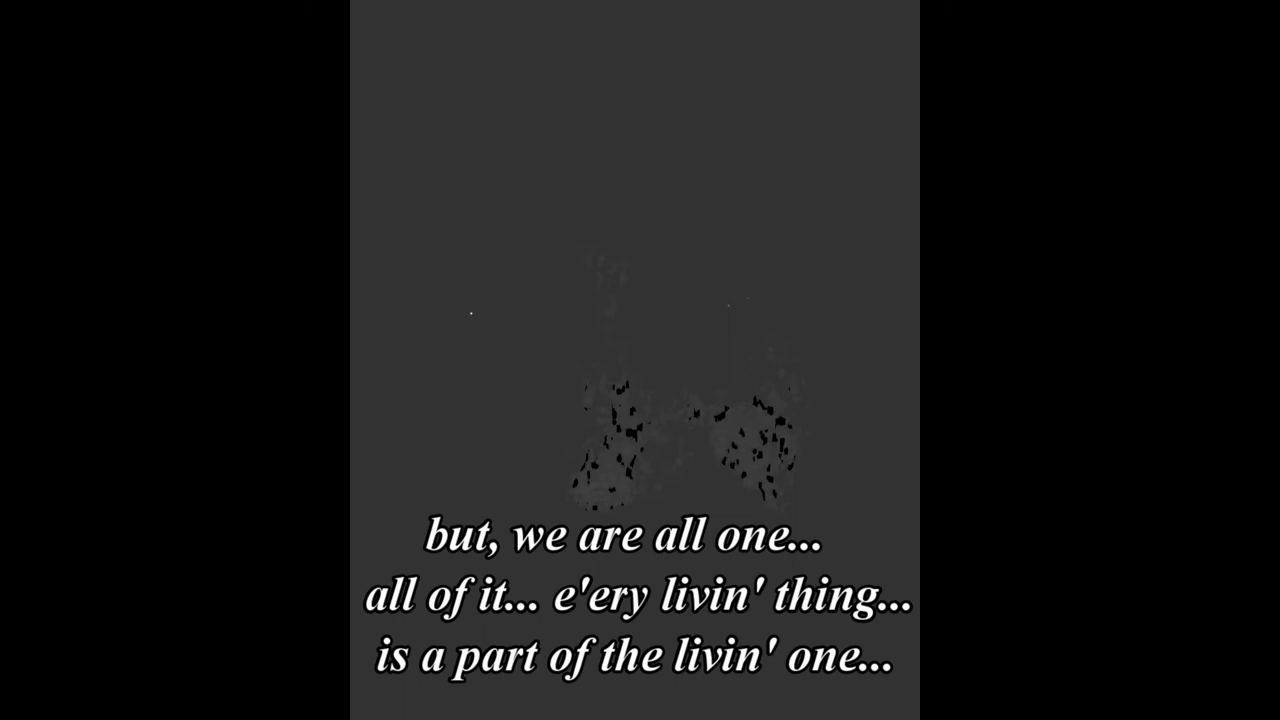 but, we are all one...
all of it... e'ery livin' thing...
is a part of the livin' one...